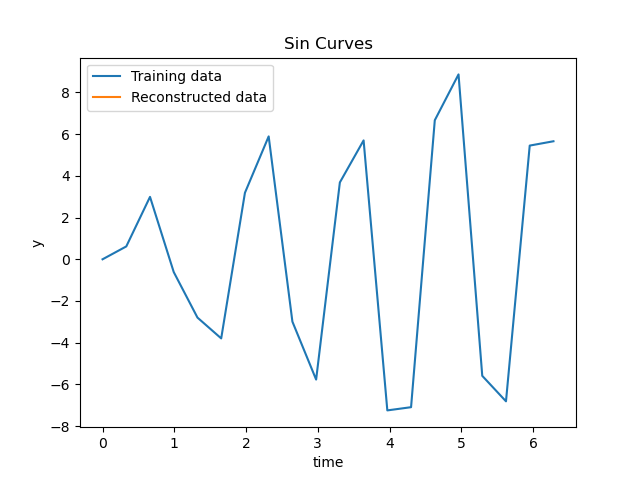 Sin Curves
Training data
Reconstructed data
8
6
4
2
0
−2
−4
−6
−8
y
0 1 2 3 4 5 6
time